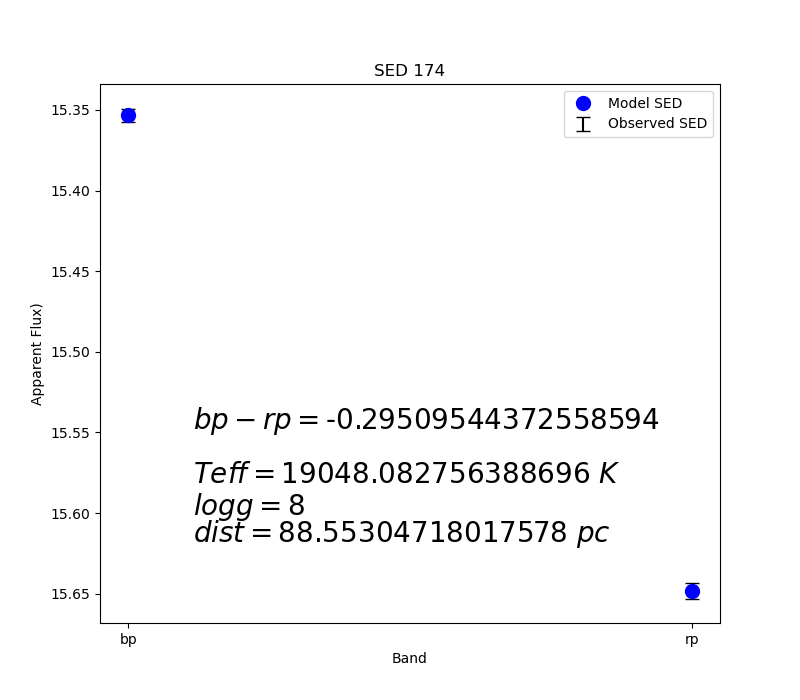 SED 174
Model SED
Observed SED
15.35
15.40
15.45
15.50
15.55
15.60
15.65
Apparent Flux)
bp − rp = -0.29509544372558594
Teff = 19048.082756388696 K
logg = 8
dist = 88.55304718017578 pc
bp
rp
Band